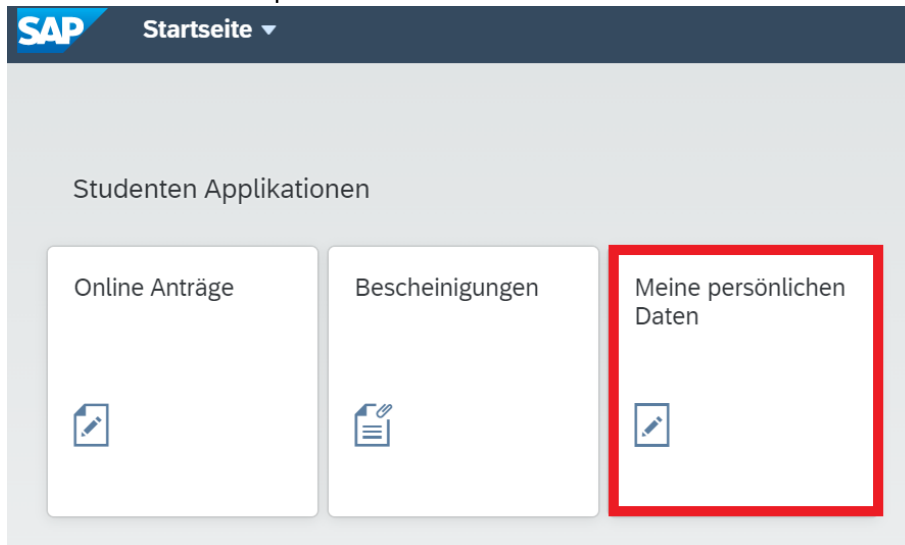 SAP Startseite
Studenten Applikationen
Online Anträge
Bescheinigungen
Meine persönlichen
Daten